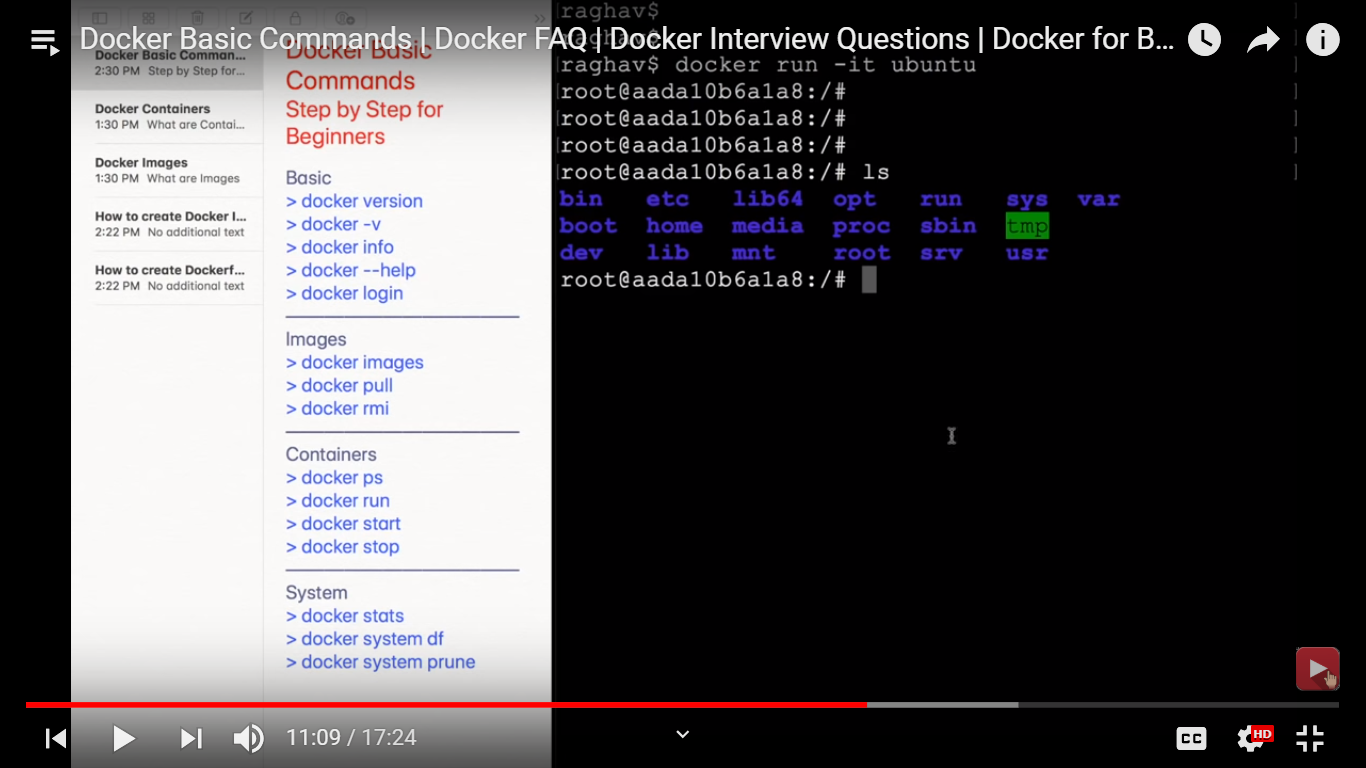 Docker Basic Commands | Docker FAQ | Docker Interview Questions | Docker for B...
Docker Basic Comman...
2:30 PM Step by Step for...
Docker Containers
1:30 PM What are Contai...
Docker Images
1:30 PM What are Images
How to create Docker I...
2:22 PM No additional text
How to create Dockerf...
2:22 PM No additional text
Docker Basic
Commands
Step by Step for
Beginners
Basic
> docker version
> docker -v
> docker info
> docker --help
> docker login
Images
> docker images
> docker pull
> docker rmi
Containers
> docker ps
> docker run
> docker start
> docker stop
System
> docker stats
> docker system df
> docker system prune
raghav$
raghav$
raghav$ docker run -it ubuntu
root@aada10b6a1a8:/#
root@aada10b6a1a8:/#
root@aada10b6a1a8:/#
root@aada10b6a1a8:/# ls
bin etc lib64 opt run sys var
boot home media proc sbin tmp
dev lib mnt root srv usr
root@aada10b6a1a8:/#
11:09 / 17:24
CC
HD